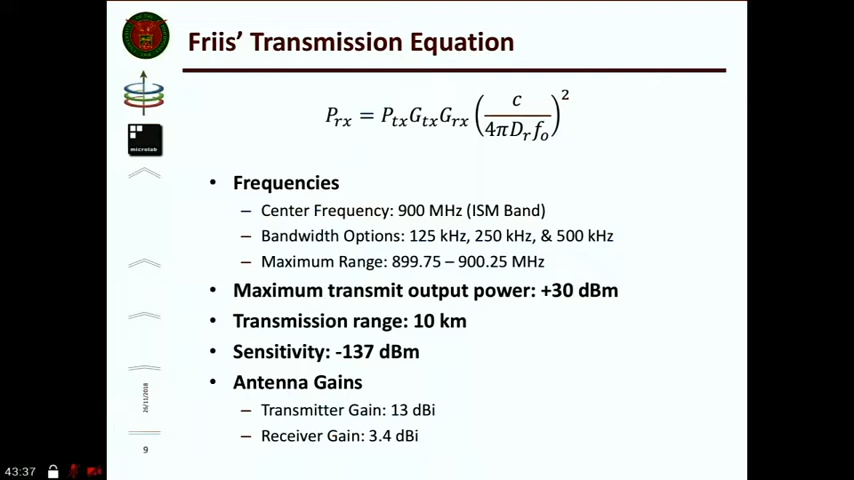 Friis’ Transmission Equation
P_rx = P_tx G_tx G_rx (c / 4πD_r f_o)^2
• Frequencies
– Center Frequency: 900 MHz (ISM Band)
– Bandwidth Options: 125 kHz, 250 kHz, & 500 kHz
– Maximum Range: 899.75 – 900.25 MHz
• Maximum transmit output power: +30 dBm
• Transmission range: 10 km
• Sensitivity: -137 dBm
• Antenna Gains
– Transmitter Gain: 13 dBi
– Receiver Gain: 3.4 dBi
microlab
26/11/2018
9
43:37